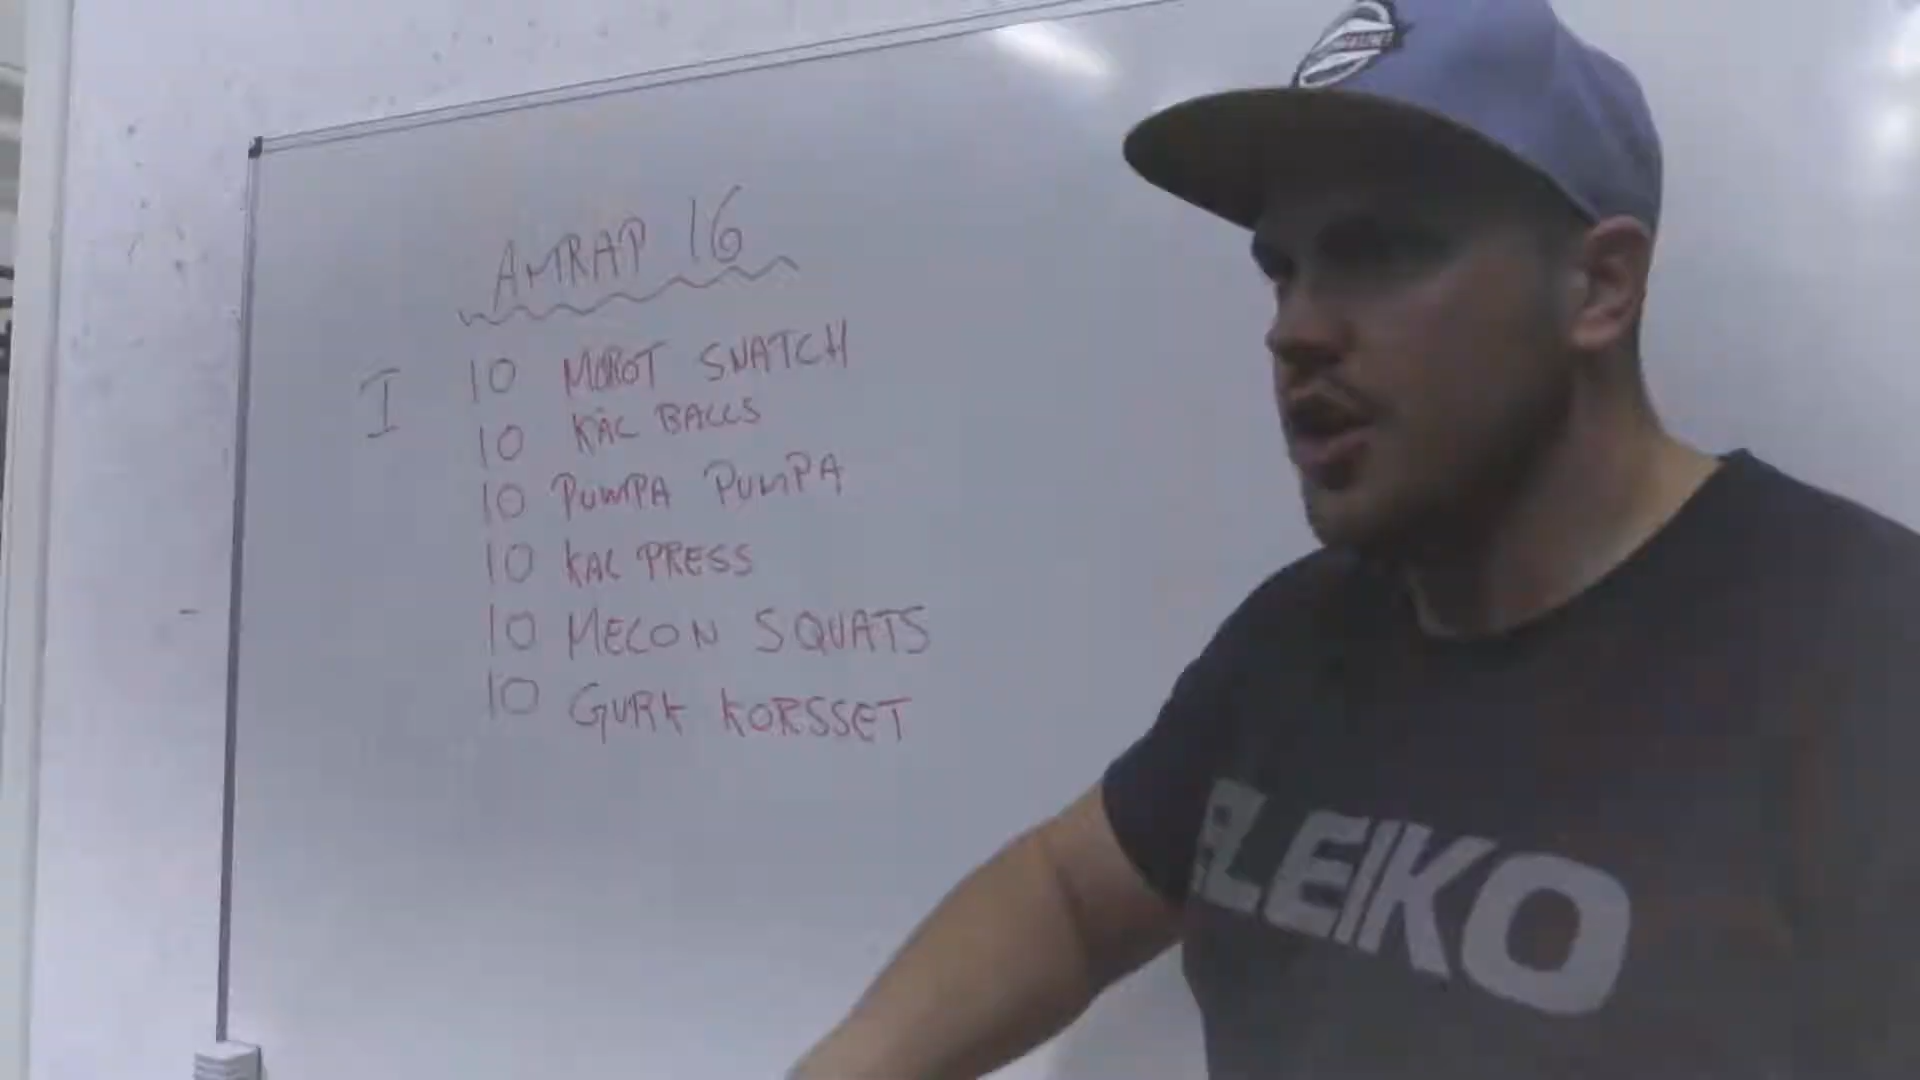 AMRAP 16
I 10 MOROT SNATCH
10 KÅL BALLS
10 PUMPA PUMPA
10 KÅL PRESS
10 MELON SQUATS
10 GURK KORSSET
ELEIKO